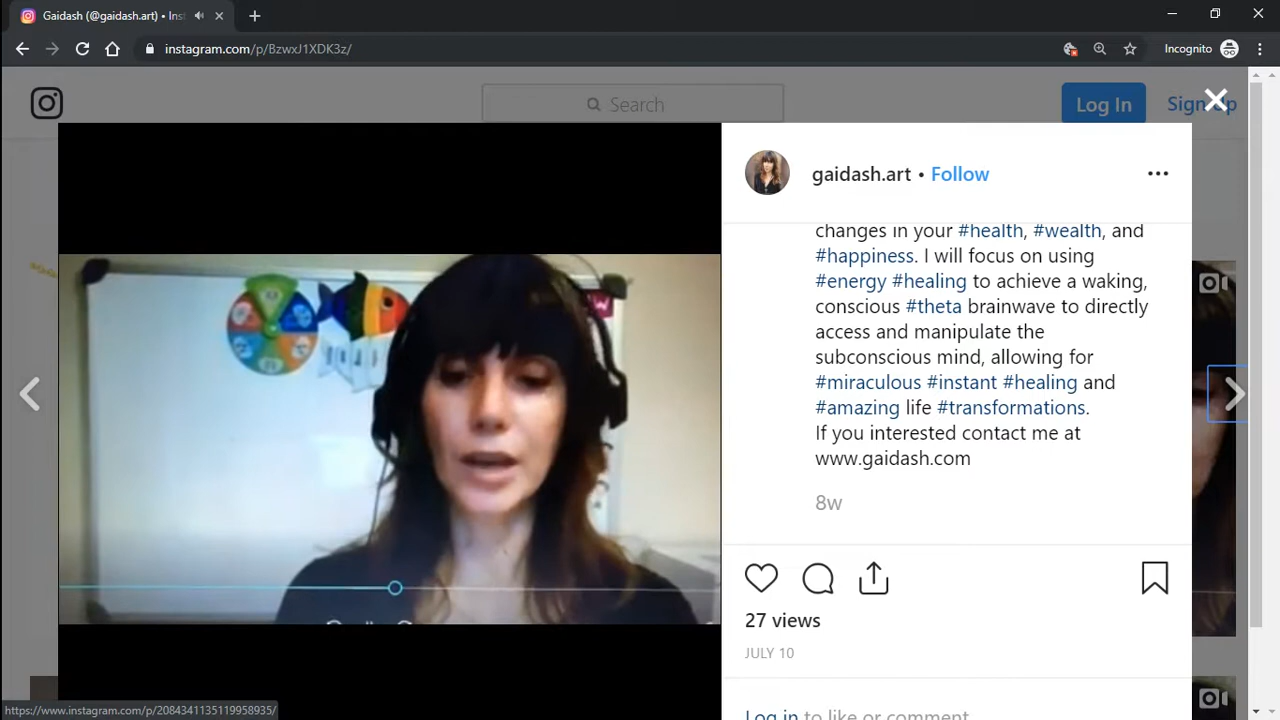 Gaidash (@gaidash.art) • Inst
instagram.com/p/BzwxJ1XDK3z/
Incognito
Search
Log In
Sign Up
gaidash.art • Follow
changes in your #health, #wealth, and
#happiness. I will focus on using
#energy #healing to achieve a waking,
conscious #theta brainwave to directly
access and manipulate the
subconscious mind, allowing for
#miraculous #instant #healing and
#amazing life #transformations.
If you interested contact me at
www.gaidash.com
8w
27 views
JULY 10
Log in to like or comment.
https://www.instagram.com/p/2084341135119958935/